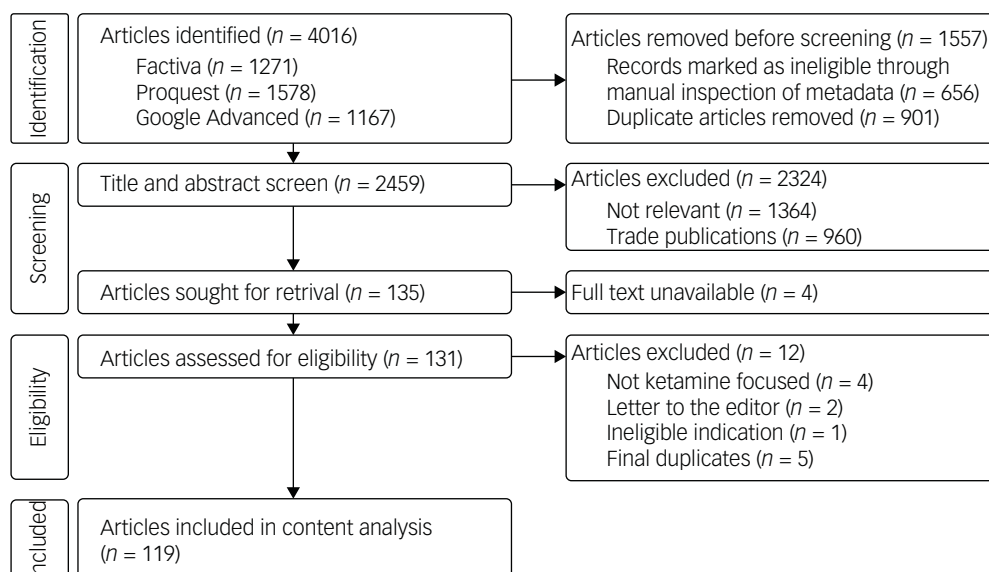 Identification
Articles identified (n = 4016)
Factiva (n = 1271)
Proquest (n = 1578)
Google Advanced (n = 1167)
Articles removed before screening (n = 1557)
Records marked as ineligible through
manual inspection of metadata (n = 656)
Duplicate articles removed (n = 901)
Screening
Title and abstract screen (n = 2459)
Articles excluded (n = 2324)
Not relevant (n = 1364)
Trade publications (n = 960)
Articles sought for retrival (n = 135)
Full text unavailable (n = 4)
Eligibility
Articles assessed for eligibility (n = 131)
Articles excluded (n = 12)
Not ketamine focused (n = 4)
Letter to the editor (n = 2)
Ineligible indication (n = 1)
Final duplicates (n = 5)
ncluded
Articles included in content analysis
(n = 119)